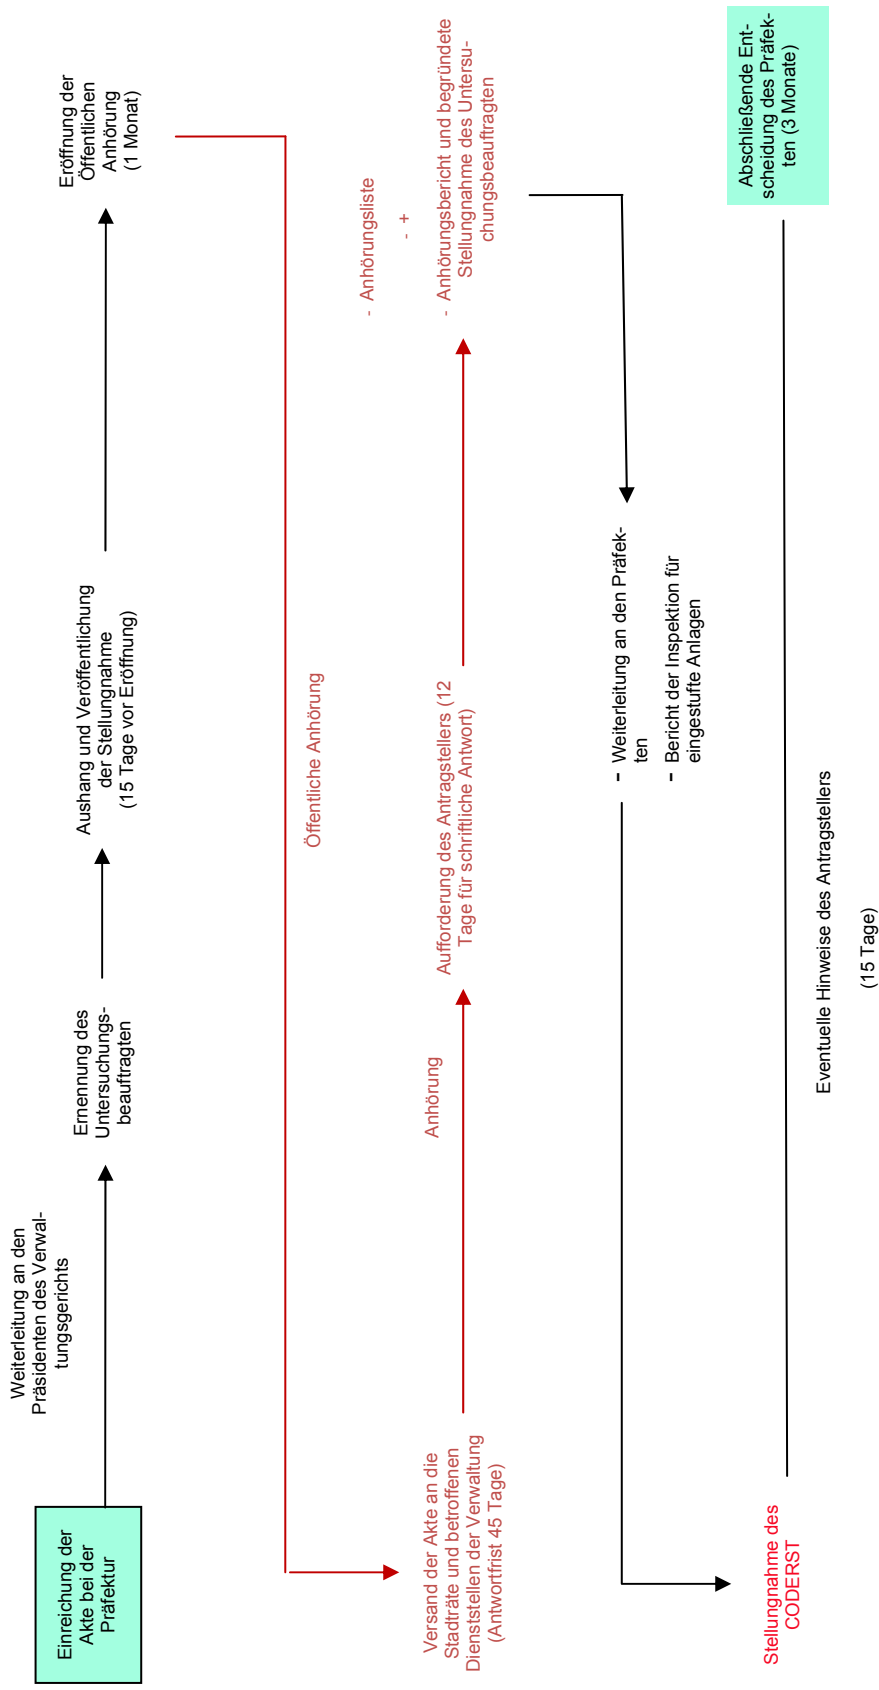 Einreichung der
Akte bei der
Präfektur
Weiterleitung an den
Präsidenten des Verwal-
tungsgerichts
Ernennung des
Untersuchungs-
beauftragten
Aushang und Veröffentlichung
der Stellungnahme
(15 Tage vor Eröffnung)
Eröffnung der
Öffentlichen
Anhörung
(1 Monat)
Öffentliche Anhörung
Versand der Akte an die
Stadträte und betroffenen
Dienststellen der Verwaltung
(Antwortfrist 45 Tage)
Anhörung
Aufforderung des Antragstellers (12
Tage für schriftliche Antwort)
- Anhörungsliste
- +
- Anhörungsbericht und begründete
Stellungnahme des Untersu-
chungsbeauftragten
- Weiterleitung an den Präfek-
ten
- Bericht der Inspektion für
eingestufte Anlagen
Stellungnahme des
CODERST
Eventuelle Hinweise des Antragstellers
(15 Tage)
Abschließende Ent-
scheidung des Präfek-
ten (3 Monate)